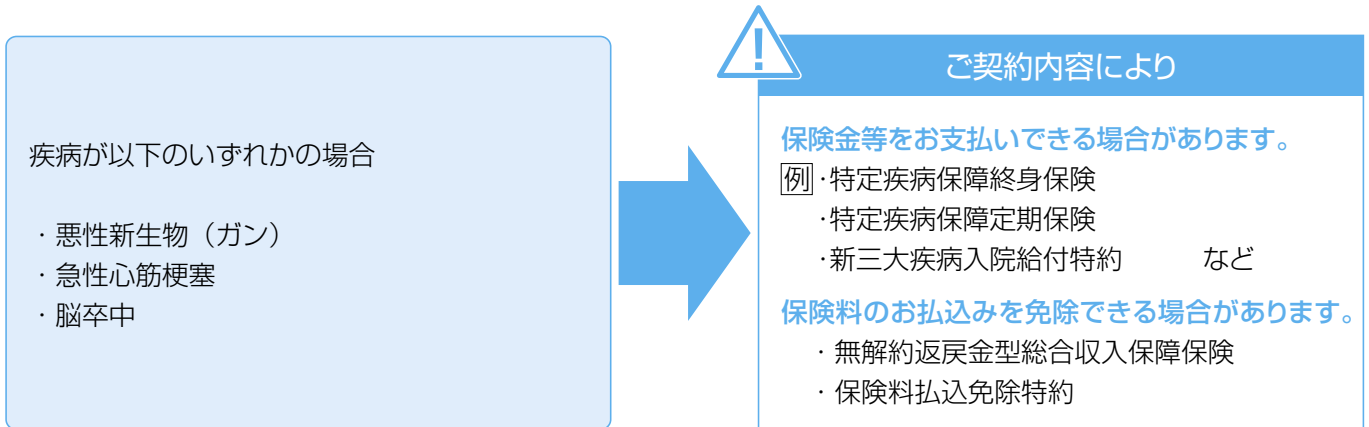 疾病が以下のいずれかの場合
・悪性新生物（ガン）
・急性心筋梗塞
・脳卒中
!
ご契約内容により
保険金等をお支払いできる場合があります。
例・特定疾病保障終身保険
・特定疾病保障定期保険
・新三大疾病入院給付特約 など
保険料のお払込みを免除できる場合があります。
・無解約返戻金型総合収入保障保険
・保険料払込免除特約